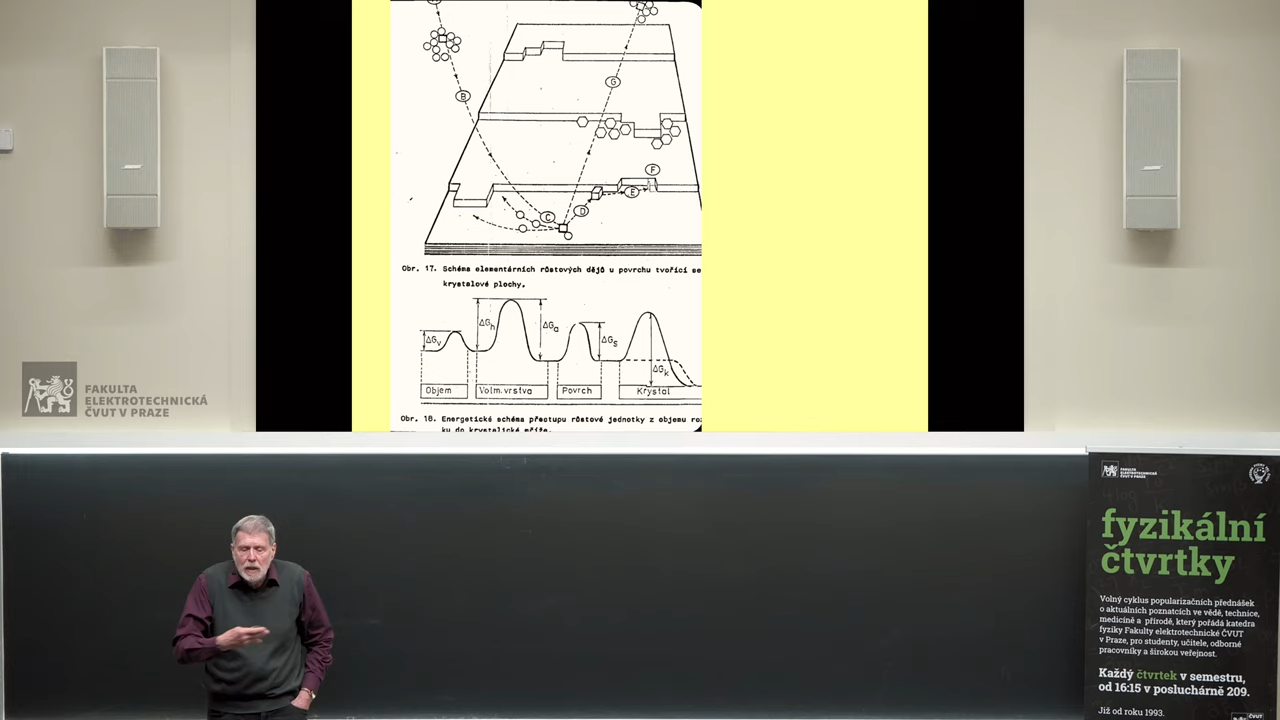 B
G
F
E
D
C
Obr. 17. Schéma elementárních růstových dějů u povrchu tvořící se
krystalové plochy.
ΔGv
ΔGh
ΔGa
ΔGs
ΔGk
Objem
Volm. vrstva
Povrch
Krystal
Obr. 18. Energetické schéma přestupu růstové jednotky z objemu roz
ku do krystalické mříže.
FAKULTA
ELEKTROTECHNICKÁ
ČVUT V PRAZE
FAKULTA
ELEKTROTECHNICKÁ
ČVUT V PRAZE
fyzikální
čtvrtky
Volný cyklus popularizačních přednášek
o aktuálních poznatcích ve vědě, technice,
medicíně a přírodě, který pořádá katedra
fyziky Fakulty elektrotechnické ČVUT
v Praze, pro studenty, učitele, odborné
pracovníky a širokou veřejnost.
Každý čtvrtek v semestru,
od 16:15 v posluchárně 209.
Již od roku 1993.